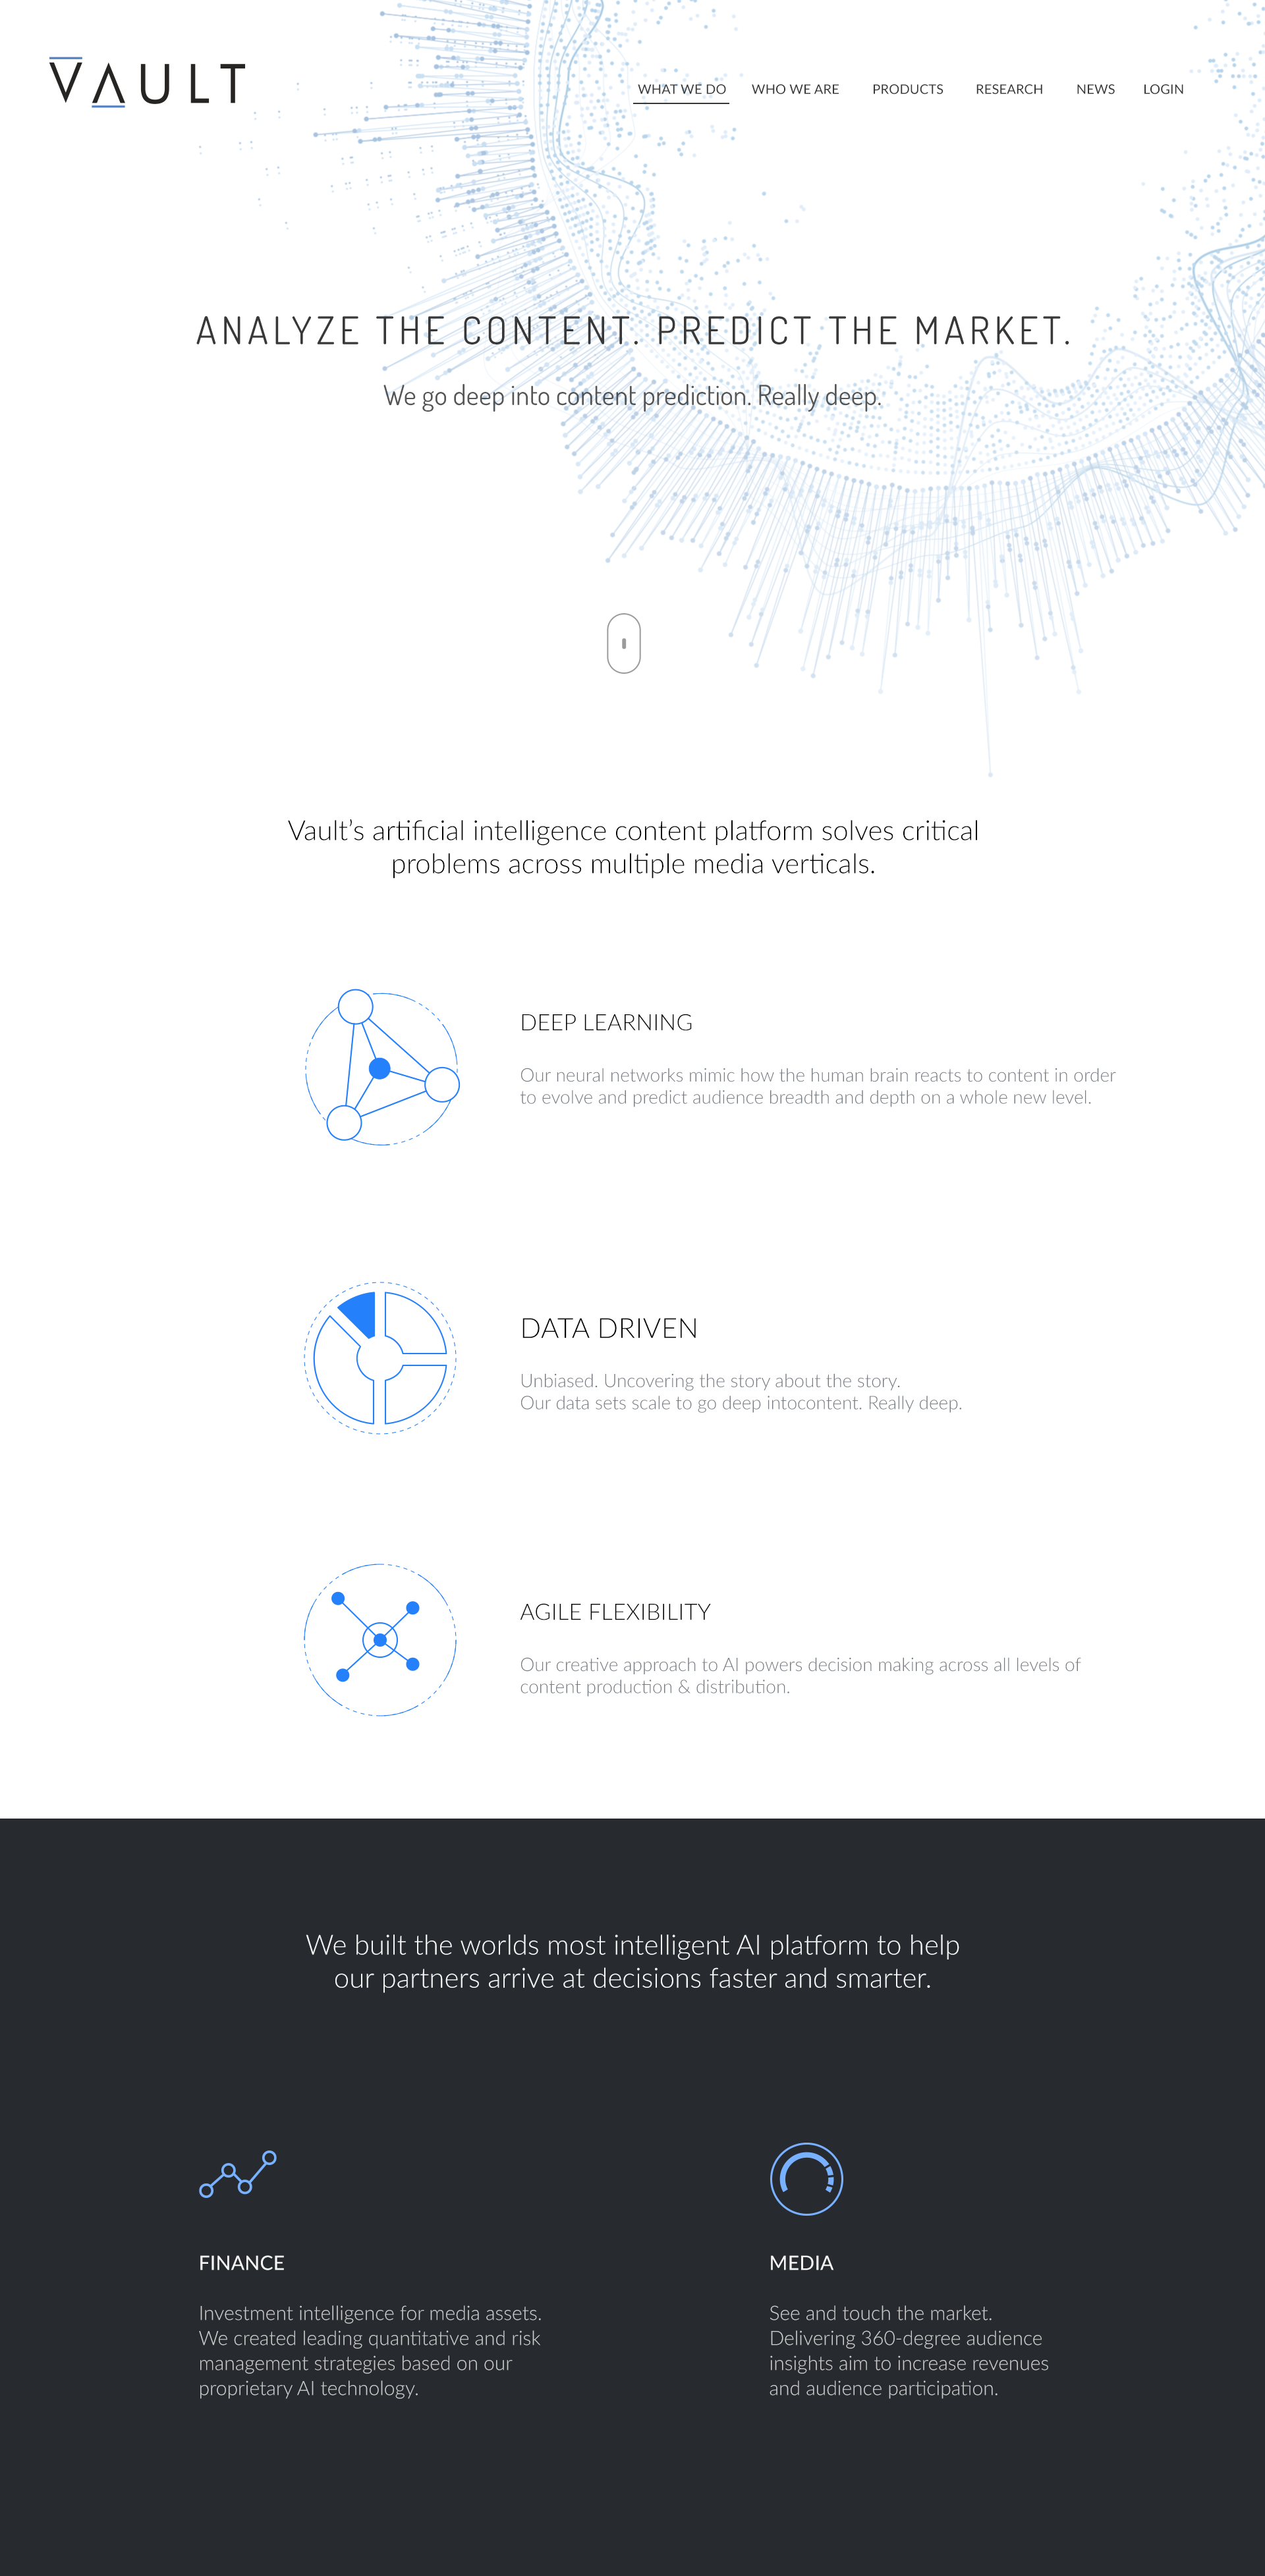 VAULT
WHAT WE DO WHO WE ARE PRODUCTS RESEARCH NEWS LOGIN
ANALYZE THE CONTENT. PREDICT THE MARKET.
We go deep into content prediction. Really deep.
Vault’s artificial intelligence content platform solves critical
problems across multiple media verticals.
DEEP LEARNING
Our neural networks mimic how the human brain reacts to content in order
to evolve and predict audience breadth and depth on a whole new level.
DATA DRIVEN
Unbiased. Uncovering the story about the story.
Our data sets scale to go deep intocontent. Really deep.
AGILE FLEXIBILITY
Our creative approach to AI powers decision making across all levels of
content production & distribution.
We built the worlds most intelligent AI platform to help
our partners arrive at decisions faster and smarter.
FINANCE
Investment intelligence for media assets.
We created leading quantitative and risk
management strategies based on our
proprietary AI technology.
MEDIA
See and touch the market.
Delivering 360-degree audience
insights aim to increase revenues
and audience participation.